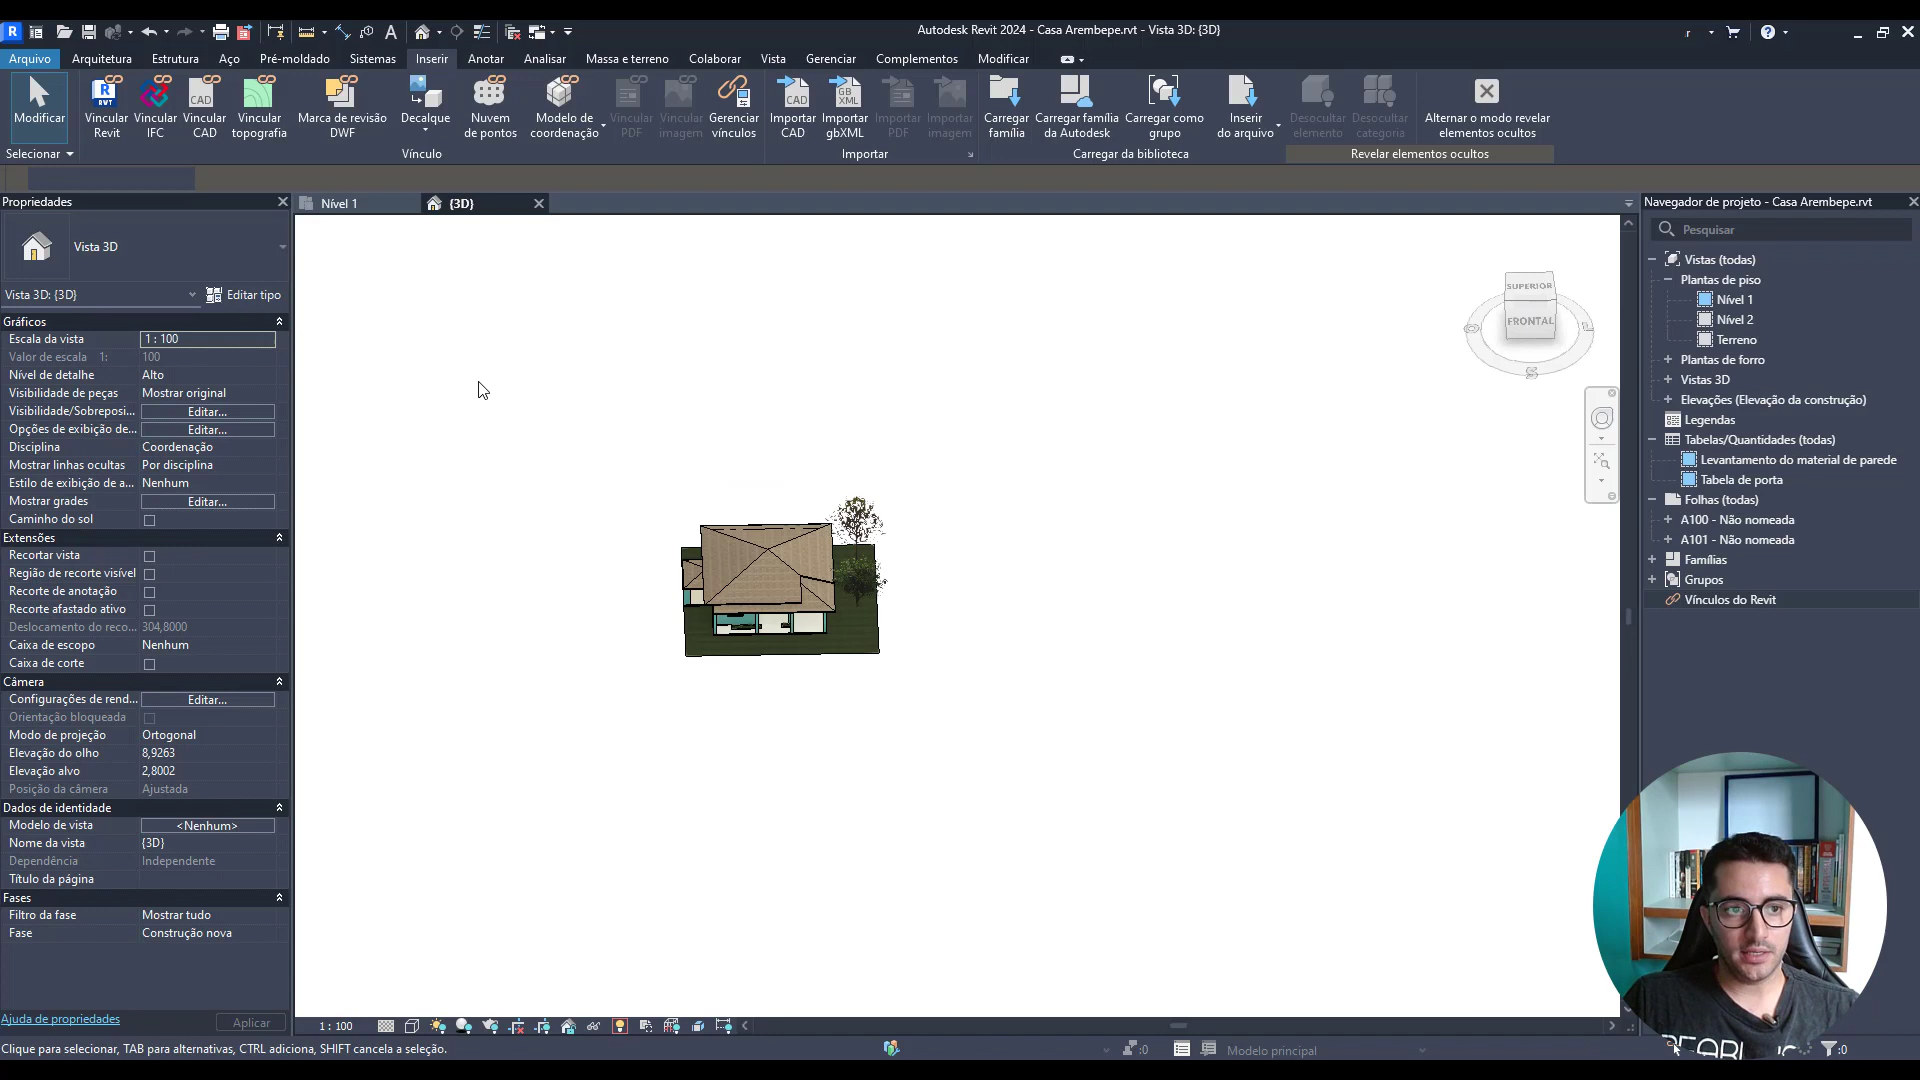 Autodesk Revit 2024 - Casa Arembepe.rvt - Vista 3D: {3D}
Arquivo Arquitetura Estrutura Aço Pré-moldado Sistemas Inserir Anotar Analisar Massa e terreno Colaborar Vista Gerenciar Complementos Modificar
Modificar
Vincular Revit
Vincular IFC
Vincular CAD
Vincular topografia
Marca de revisão DWF
Decalque
Nuvem de pontos
Modelo de coordenação
Vincular PDF
Vincular imagem
Gerenciar vínculos
Importar CAD
Importar gbXML
Importar PDF
Importar imagem
Carregar família
Carregar família da Autodesk
Carregar como grupo
Inserir do arquivo
Desocultar elemento
Desocultar categoria
Alternar o modo revelar elementos ocultos
Selecionar
Vínculo
Importar
Carregar da biblioteca
Revelar elementos ocultos
Propriedades
Vista 3D
Vista 3D: {3D} Editar tipo
Gráficos
Escala da vista 1 : 100
Valor de escala 1: 100
Nível de detalhe Alto
Visibilidade de peças Mostrar original
Visibilidade/Sobreposi... Editar...
Opções de exibição de... Editar...
Disciplina Coordenação
Mostrar linhas ocultas Por disciplina
Estilo de exibição de a... Nenhum
Mostrar grades Editar...
Caminho do sol
Extensões
Recortar vista
Região de recorte visível
Recorte de anotação
Recorte afastado ativo
Deslocamento do reco... 304,8000
Caixa de escopo Nenhum
Caixa de corte
Câmera
Configurações de rend... Editar...
Orientação bloqueada
Modo de projeção Ortogonal
Elevação do olho 8,9263
Elevação alvo 2,8002
Posição da câmera Ajustada
Dados de identidade
Modelo de vista <Nenhum>
Nome da vista {3D}
Dependência Independente
Título da página
Fases
Filtro da fase Mostrar tudo
Fase Construção nova
Ajuda de propriedades Aplicar
Nível 1 {3D}
SUPERIOR
FRONTAL
S
Navegador de projeto - Casa Arembepe.rvt
Pesquisar
Vistas (todas)
Plantas de piso
Nível 1
Nível 2
Terreno
Plantas de forro
Vistas 3D
Elevações (Elevação da construção)
Legendas
Tabelas/Quantidades (todas)
Levantamento do material de parede
Tabela de porta
Folhas (todas)
A100 - Não nomeada
A101 - Não nomeada
Famílias
Grupos
Vínculos do Revit
1 : 100
Clique para selecionar, TAB para alternativas, CTRL adiciona, SHIFT cancela a seleção.
:0
Modelo principal
:0